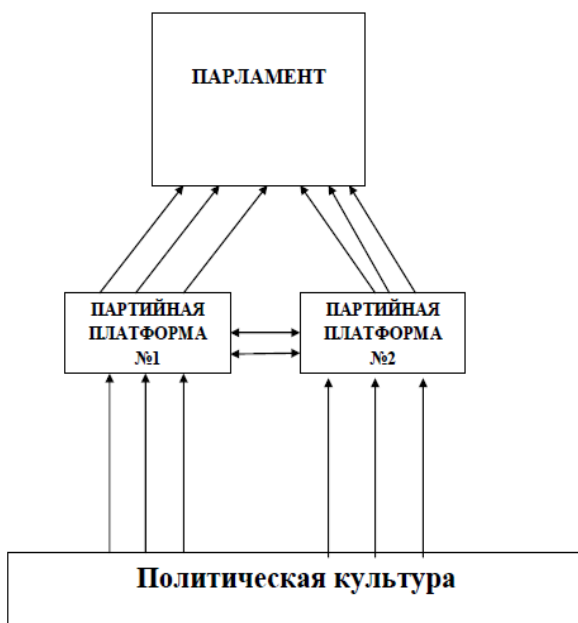 ПАРЛАМЕНТ
ПАРТИЙНАЯ
ПЛАТФОРМА
№1
ПАРТИЙНАЯ
ПЛАТФОРМА
№2
Политическая культура